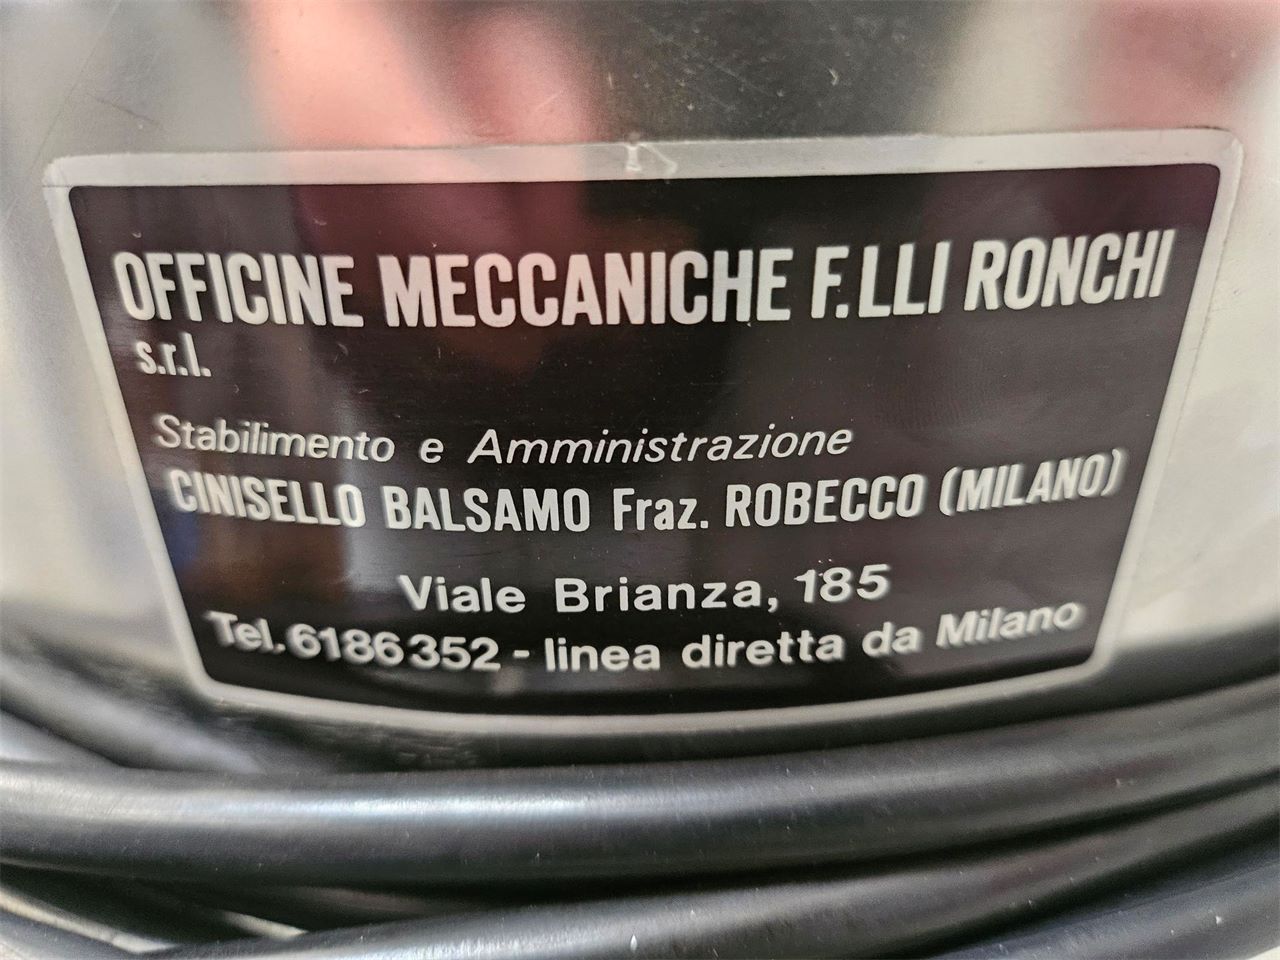 OFFICINE MECCANICHE F.LLI RONCHI
s.r.l.
Stabilimento e Amministrazione
CINISELLO BALSAMO Fraz. ROBECCO (MILANO)
Viale Brianza, 185
Tel. 6186352 - linea diretta da Milano